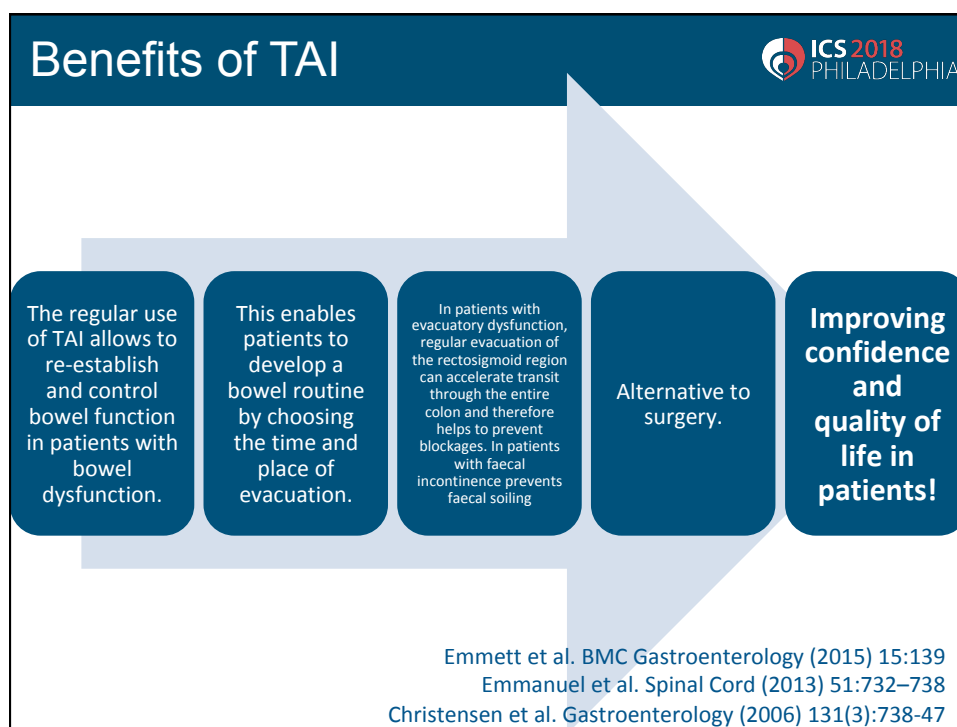 Benefits of TAI
ICS 2018
PHILADELPHIA
The regular use
of TAI allows to
re-establish
and control
bowel function
in patients with
bowel
dysfunction.
This enables
patients to
develop a
bowel routine
by choosing
the time and
place of
evacuation.
In patients with
evacuatory dysfunction,
regular evacuation of
the rectosigmoid region
can accelerate transit
through the entire
colon and therefore
helps to prevent
blockages. In patients
with faecal
incontinence prevents
faecal soiling
Alternative to
surgery.
Improving
confidence
and
quality of
life in
patients!
Emmett et al. BMC Gastroenterology (2015) 15:139
Emmanuel et al. Spinal Cord (2013) 51:732–738
Christensen et al. Gastroenterology (2006) 131(3):738-47